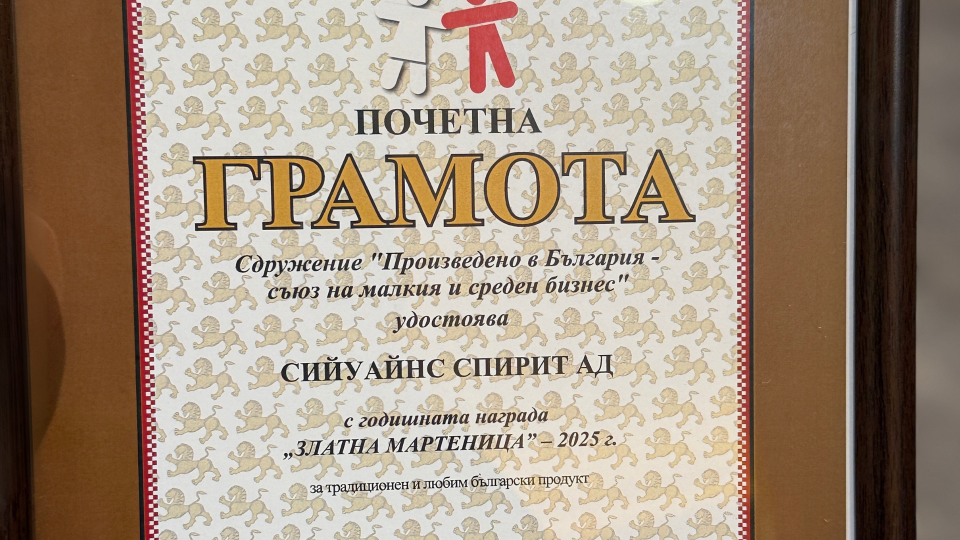 ПОЧЕТНА
ГРАМОТА
Сдружение "Произведено в България -
съюз на малкия и среден бизнес"
удостоява
СИЙУАЙНС СПИРИТ АД
с годишната награда
„ЗЛАТНА МАРТЕНИЦА” – 2025 г.
за традиционен и любим български продукт